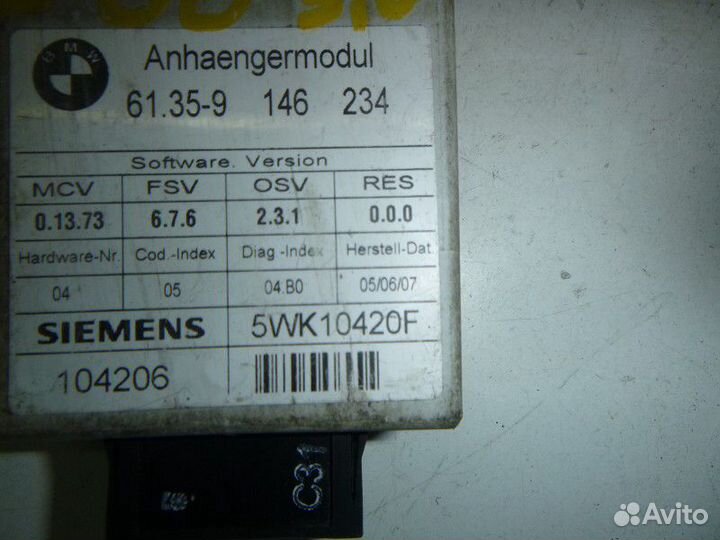 BMW
Anhaengermodul
61.35-9 146 234
Software. Version
MCV FSV OSV RES
0.13.73 6.7.6 2.3.1 0.0.0
Hardware-Nr. Cod.-Index Diag.-Index Herstell-Dat.
04 05 04.B0 05/06/07
SIEMENS 5WK10420F
104206
C31
Avito